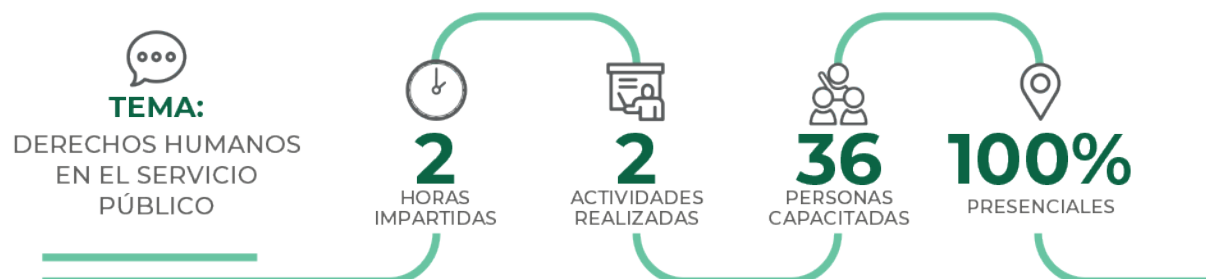 TEMA:
DERECHOS HUMANOS
EN EL SERVICIO
PÚBLICO
2
HORAS
IMPARTIDAS
2
ACTIVIDADES
REALIZADAS
36
PERSONAS
CAPACITADAS
100%
PRESENCIALES